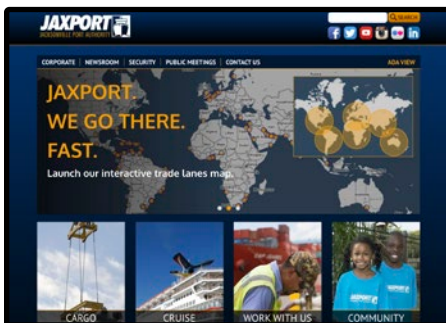 JAXPORT
JACKSONVILLE PORT AUTHORITY
SEARCH
CORPORATE | NEWSROOM | SECURITY | PUBLIC MEETINGS | CONTACT US
ADA VIEW
JAXPORT.
WE GO THERE.
FAST.
Launch our interactive trade lanes map.
CARGO
CRUISE
WORK WITH US
COMMUNITY